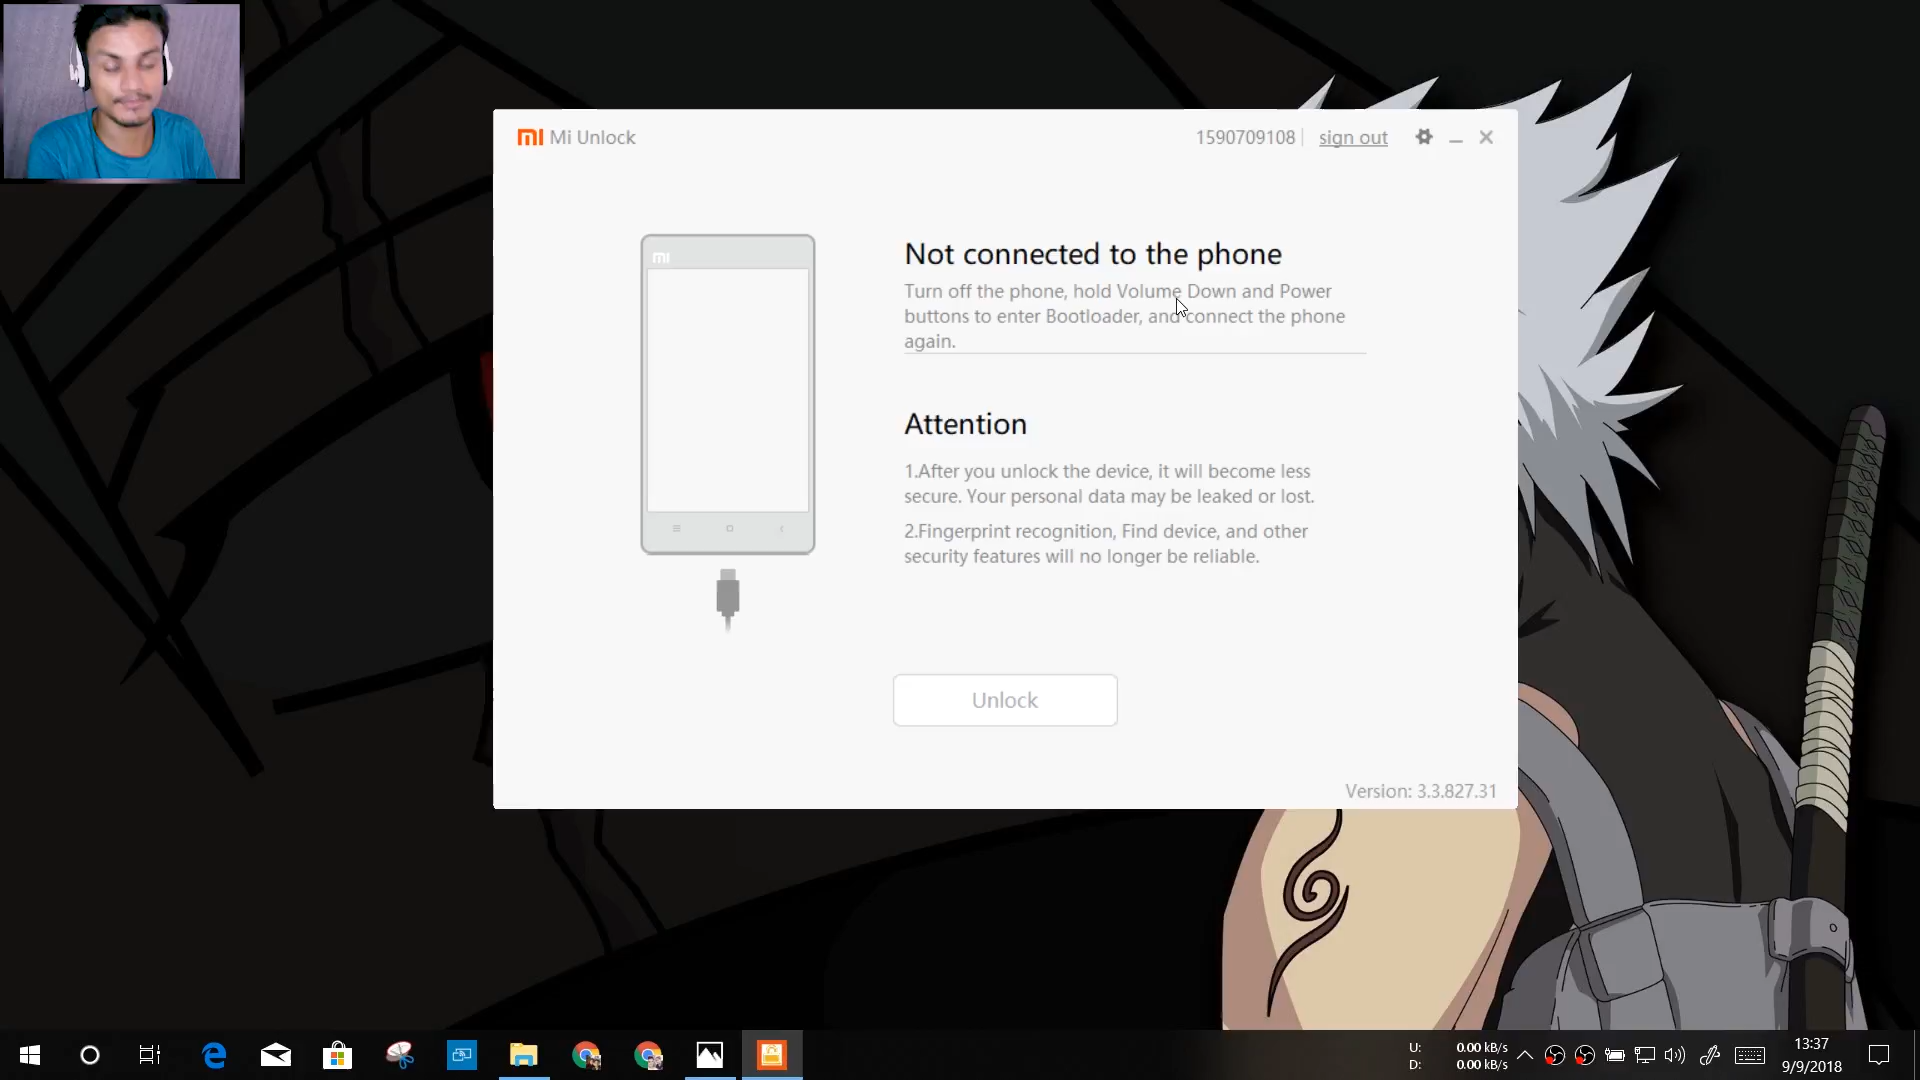 Mi Unlock
1590709108
sign out
mi
Not connected to the phone
Turn off the phone, hold Volume Down and Power
buttons to enter Bootloader, and connect the phone
again.
Attention
1.After you unlock the device, it will become less
secure. Your personal data may be leaked or lost.
2.Fingerprint recognition, Find device, and other
security features will no longer be reliable.
Unlock
Version: 3.3.827.31
U: 0.00 kB/s
D: 0.00 kB/s
13:37
9/9/2018